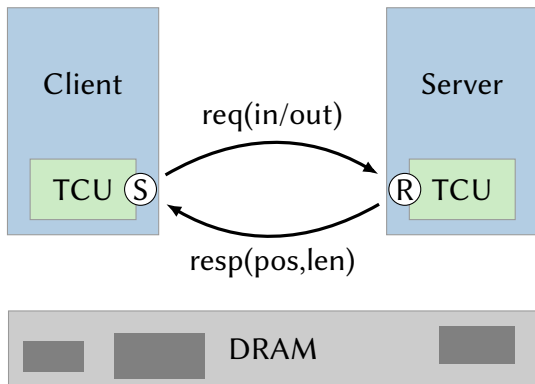 Client
Server
req(in/out)
TCU
S
R
TCU
resp(pos,len)
DRAM